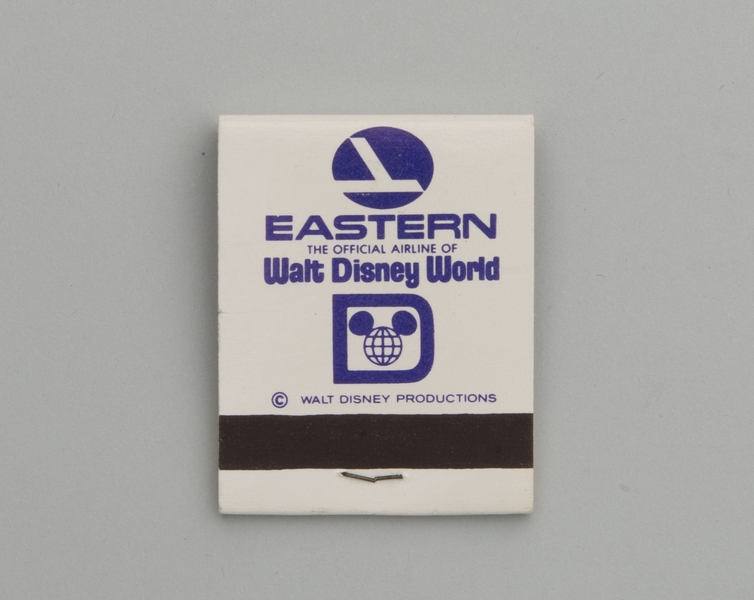 EASTERN
THE OFFICIAL AIRLINE OF
Walt Disney World
D
© WALT DISNEY PRODUCTIONS